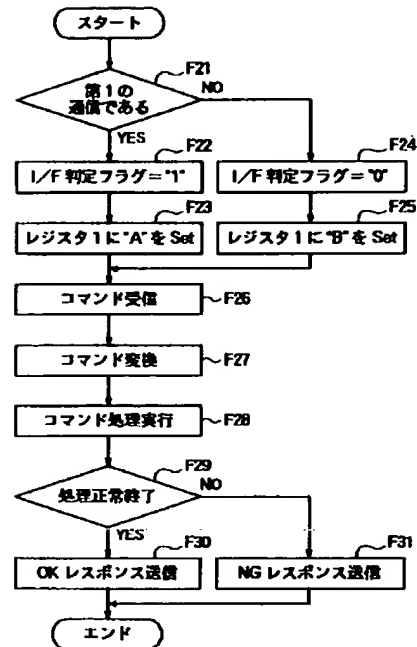 スタート
F21
第1の
通信である
NO
YES
F22
F24
I/F 判定フラグ="1"
I/F 判定フラグ="0"
F23
F25
レジスタ1に"A"を Set
レジスタ1に"B"を Set
コマンド受信
F26
コマンド変換
F27
コマンド処理実行
F28
F29
処理正常終了
NO
YES
F30
F31
OK レスポンス送信
NG レスポンス送信
エンド